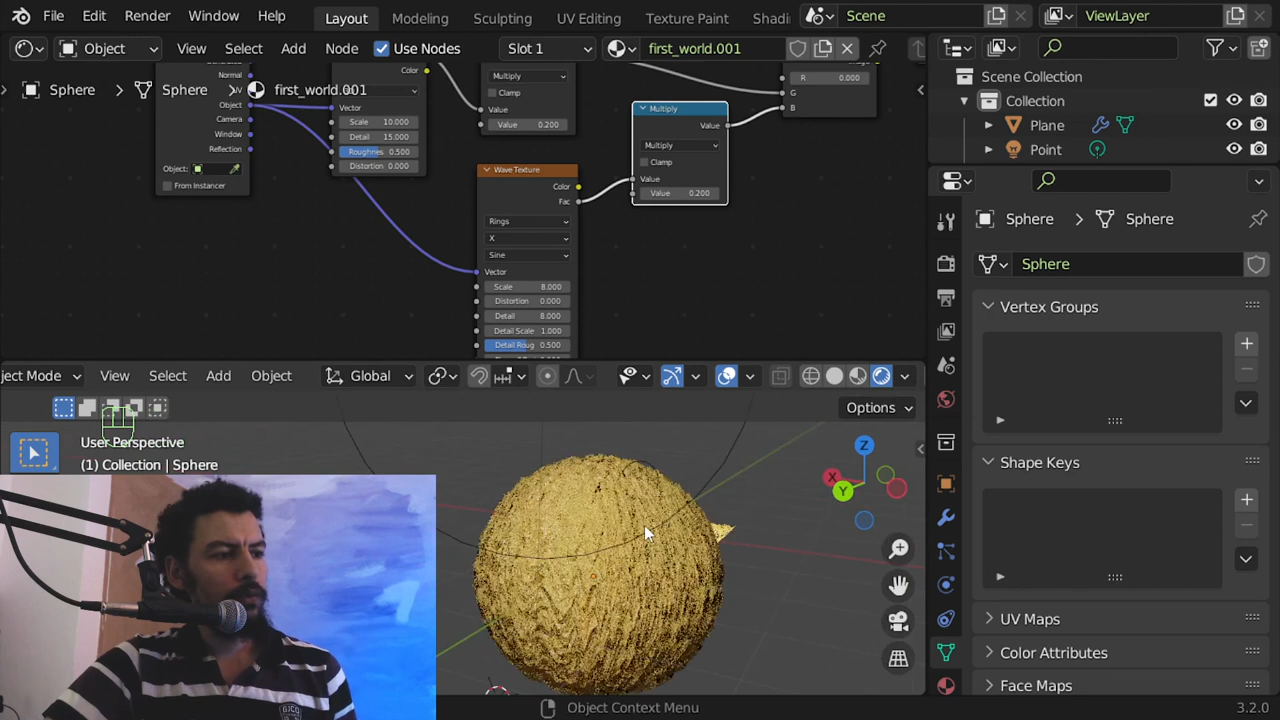 File Edit Render Window Help Layout Modeling Sculpting UV Editing Texture Paint Shadi Scene ViewLayer
Object View Select Add Node Use Nodes Slot 1 first_world.001
Sphere Sphere first_world.001
Normal
Object
Camera
Window
Reflection
Object:
From Instancer
Color
Vector
Scale 10.000
Detail 15.000
Roughnes 0.500
Distortion 0.000
Multiply
Clamp
Value
Value 0.200
Wave Texture
Color
Fac
Rings
X
Sine
Vector
Scale 8.000
Distortion 0.000
Detail 8.000
Detail Scale 1.000
Detail Roug 0.500
Multiply
Value
Multiply
Clamp
Value
Value 0.200
R 0.000
G
B
Scene Collection
Collection
Plane
Point
Sphere Sphere
Sphere
Vertex Groups
Shape Keys
UV Maps
Color Attributes
Face Maps
ject Mode View Select Add Object Global
Options
User Perspective
(1) Collection | Sphere
Z
X
Y
GICO
Object Context Menu
3.2.0